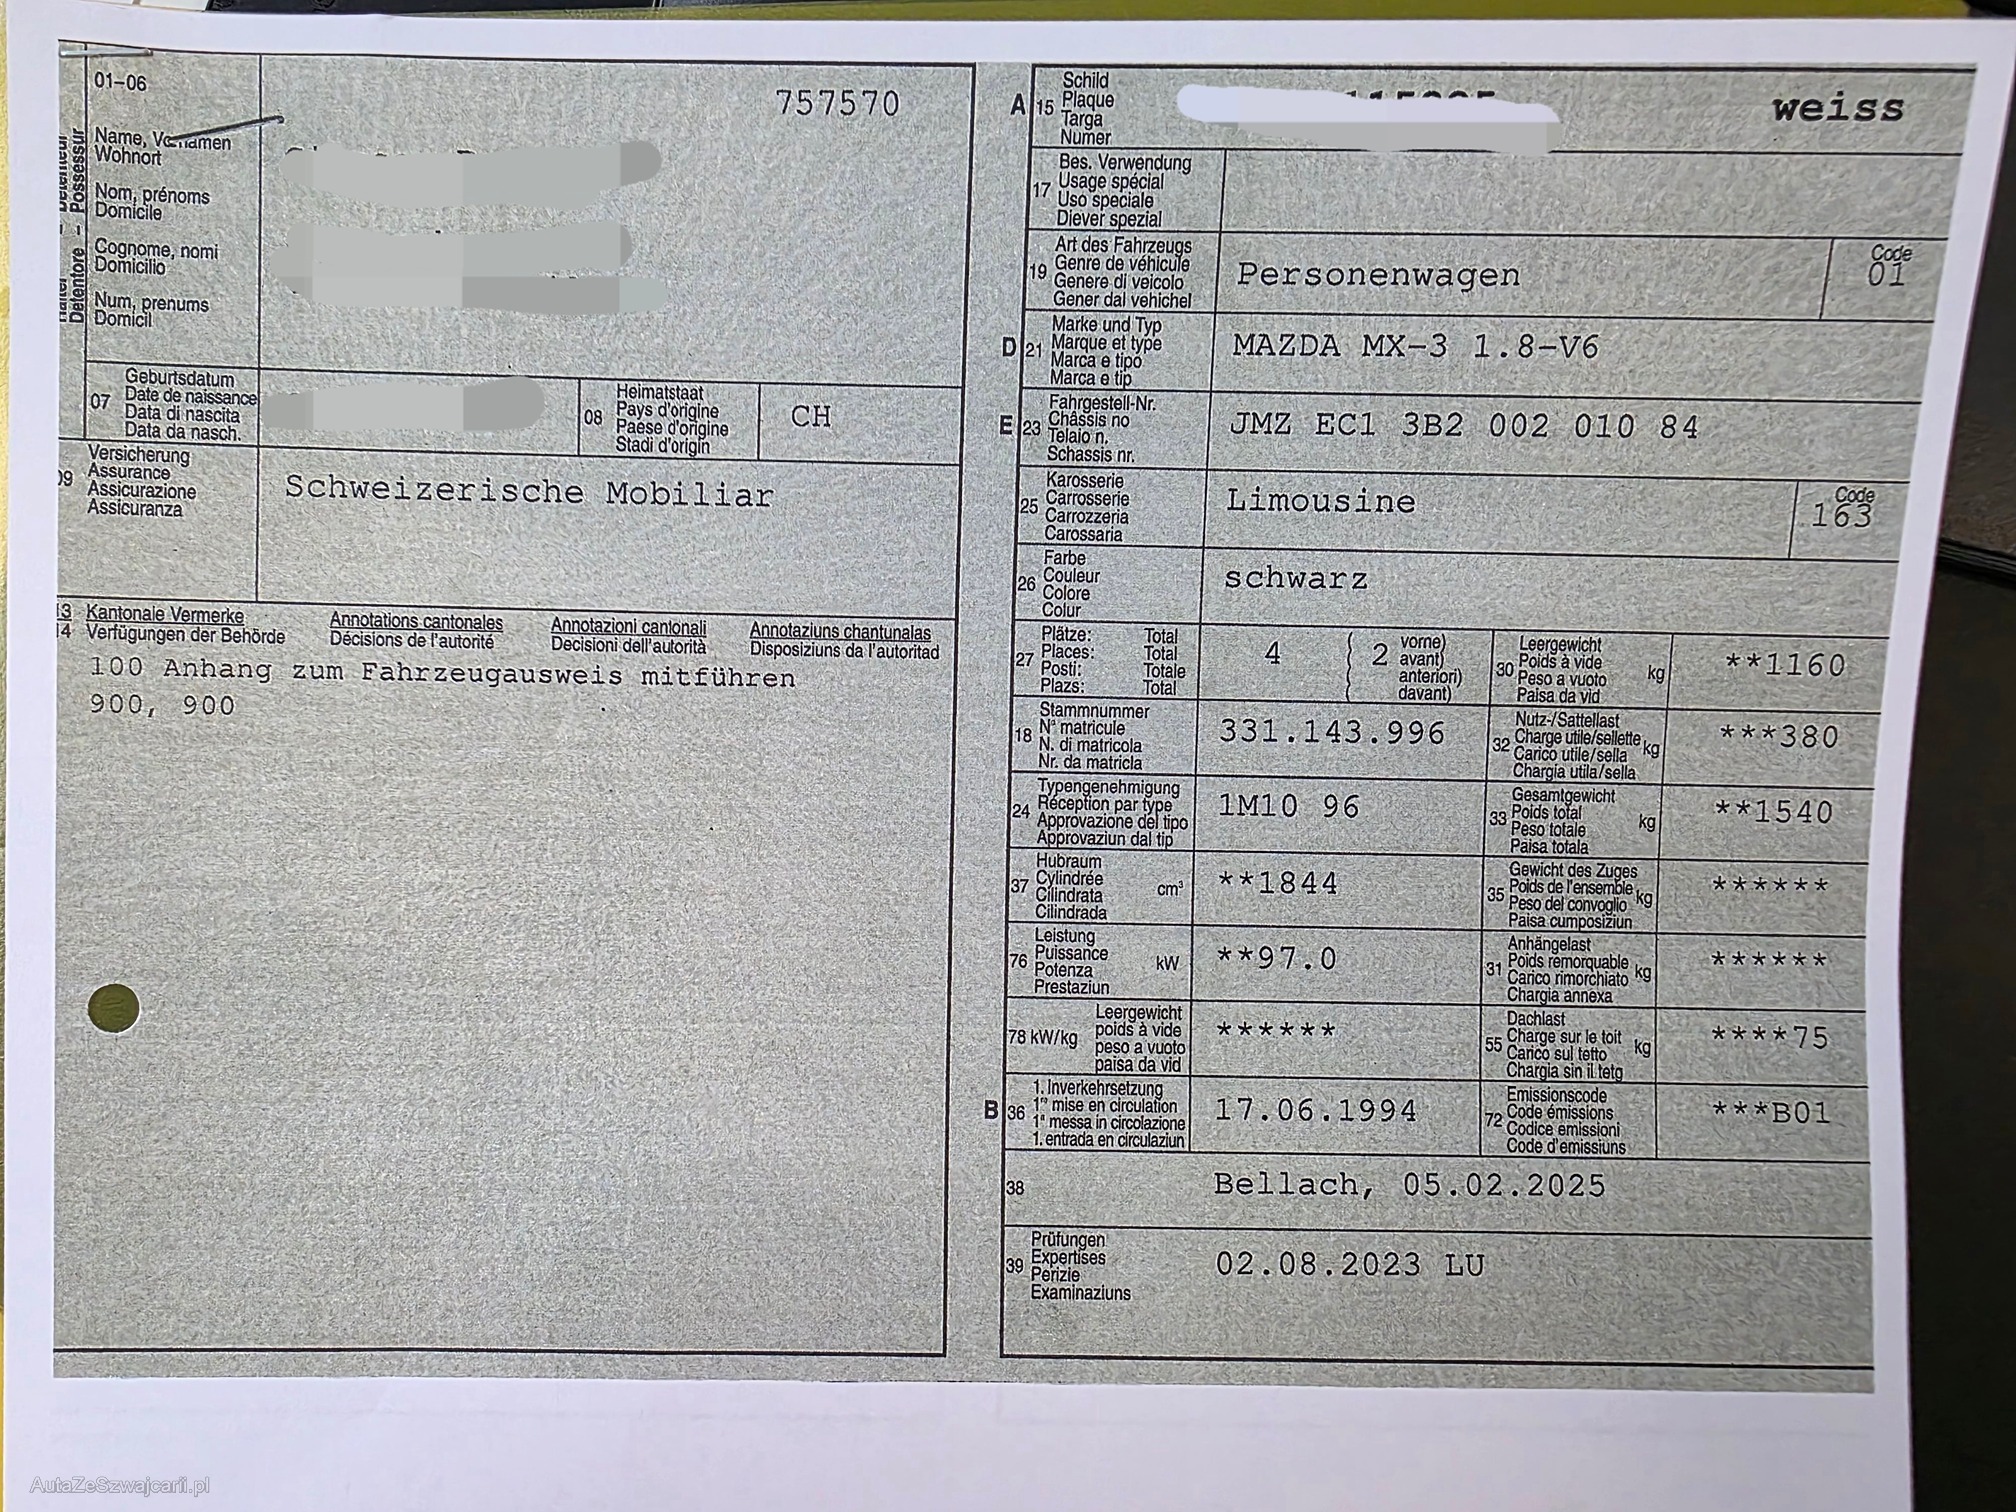 01-06
757570
Name, Vornamen
Wohnort
Nom, prénoms
Domicile
Cognome, nomi
Domicilio
Num, prenums
Domicil
Detentore - Possessur
07
Geburtsdatum
Date de naissance
Data di nascita
Data da nasch.
08
Heimatstaat
Pays d'origine
Paese d'origine
Stadi d'origin
CH
09
Versicherung
Assurance
Assicurazione
Assicuranza
Schweizerische Mobiliar
13 Kantonale Vermerke Annotations cantonales Annotazioni cantonali Annotaziuns chantunalas
14 Verfügungen der Behörde Décisions de l'autorité Decisioni dell'autorità Disposiziuns da l'autoritad
100 Anhang zum Fahrzeugausweis mitführen
900, 900
A 15
Schild
Plaque
Targa
Numer
weiss
17
Bes. Verwendung
Usage spécial
Uso speciale
Diever spezial
19
Art des Fahrzeugs
Genre de véhicule
Genere di veicolo
Gener dal vehichel
Personenwagen
Code
01
D 21
Marke und Typ
Marque et type
Marca e tipo
Marca e tip
MAZDA MX-3 1.8-V6
E 23
Fahrgestell-Nr.
Châssis no
Telaio n.
Schassis nr.
JMZ EC1 3B2 002 010 84
25
Karosserie
Carrosserie
Carrozzeria
Carossaria
Limousine
Code
163
26
Farbe
Couleur
Colore
Colur
schwarz
27
Plätze: Total
Places: Total
Posti: Totale
Plazs: Total
4
2
vorne)
avant)
anteriori)
davant)
30
Leergewicht
Poids à vide
Peso a vuoto
Paisa da vid
kg
**1160
18
Stammnummer
N° matricule
N. di matricola
Nr. da matricla
331.143.996
32
Nutz-/Sattellast
Charge utile/sellette
Carico utile/sella
Chargia utila/sella
kg
***380
24
Typengenehmigung
Réception par type
Approvazione del tipo
Approvaziun dal tip
1M10 96
33
Gesamtgewicht
Poids total
Peso totale
Paisa totala
kg
**1540
37
Hubraum
Cylindrée
Cilindrata
Cilindrada
cm³
**1844
35
Gewicht des Zuges
Poids de l'ensemble
Peso del convoglio
Paisa cumposiziun
kg
******
76
Leistung
Puissance
Potenza
Prestaziun
kW
**97.0
31
Anhängelast
Poids remorquable
Carico rimorchiato
Chargia annexa
kg
******
78 kW/kg
Leergewicht
poids à vide
peso a vuoto
paisa da vid
******
55
Dachlast
Charge sur le toit
Carico sul tetto
Chargia sin il tetg
kg
****75
B 36
1. Inverkehrsetzung
1re mise en circulation
1a messa in circolazione
1. entrada en circulaziun
17.06.1994
72
Emissionscode
Code émissions
Codice emissioni
Code d'emissiuns
***B01
38
Bellach, 05.02.2025
39
Prüfungen
Expertises
Perizie
Examinaziuns
02.08.2023 LU
AutaZeSzwajcarii.pl